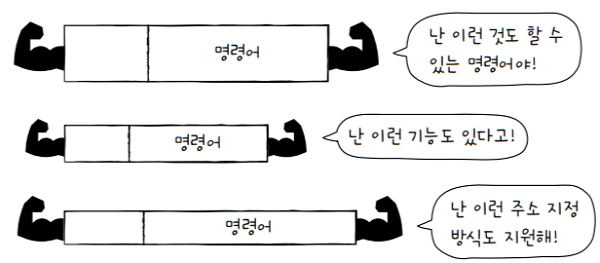 명령어
난 이런 것도 할 수
있는 명령어야!
명령어
난 이런 기능도 있다고!
명령어
난 이런 주소 지정
방식도 지원해!